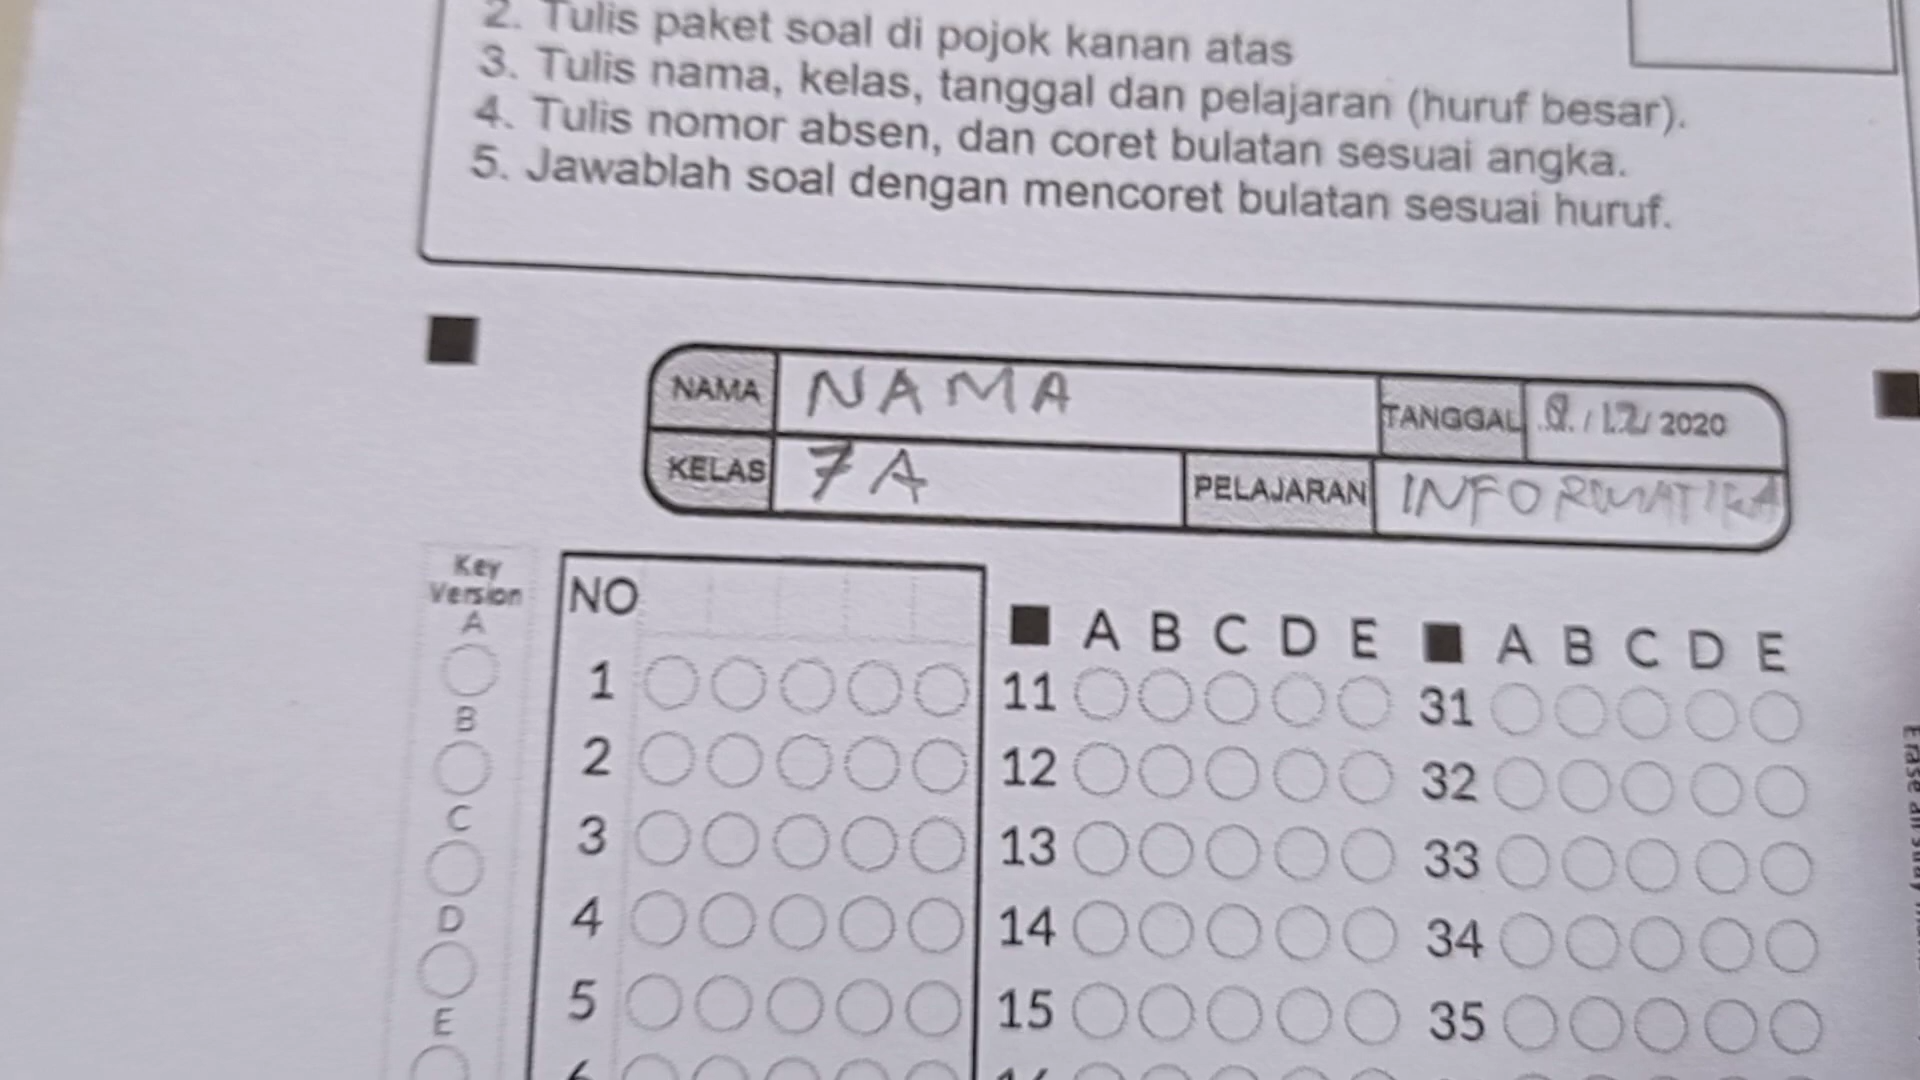 2. Tulis paket soal di pojok kanan atas
3. Tulis nama, kelas, tanggal dan pelajaran (huruf besar).
4. Tulis nomor absen, dan coret bulatan sesuai angka.
5. Jawablah soal dengan mencoret bulatan sesuai huruf.
NAMA NAMA TANGGAL 8 / 12 / 2020
KELAS 7A PELAJARAN INFORMATIKA
Key
Version
A
B
C
D
E
NO
1
2
3
4
5
A B C D E
11
12
13
14
15
A B C D E
31
32
33
34
35